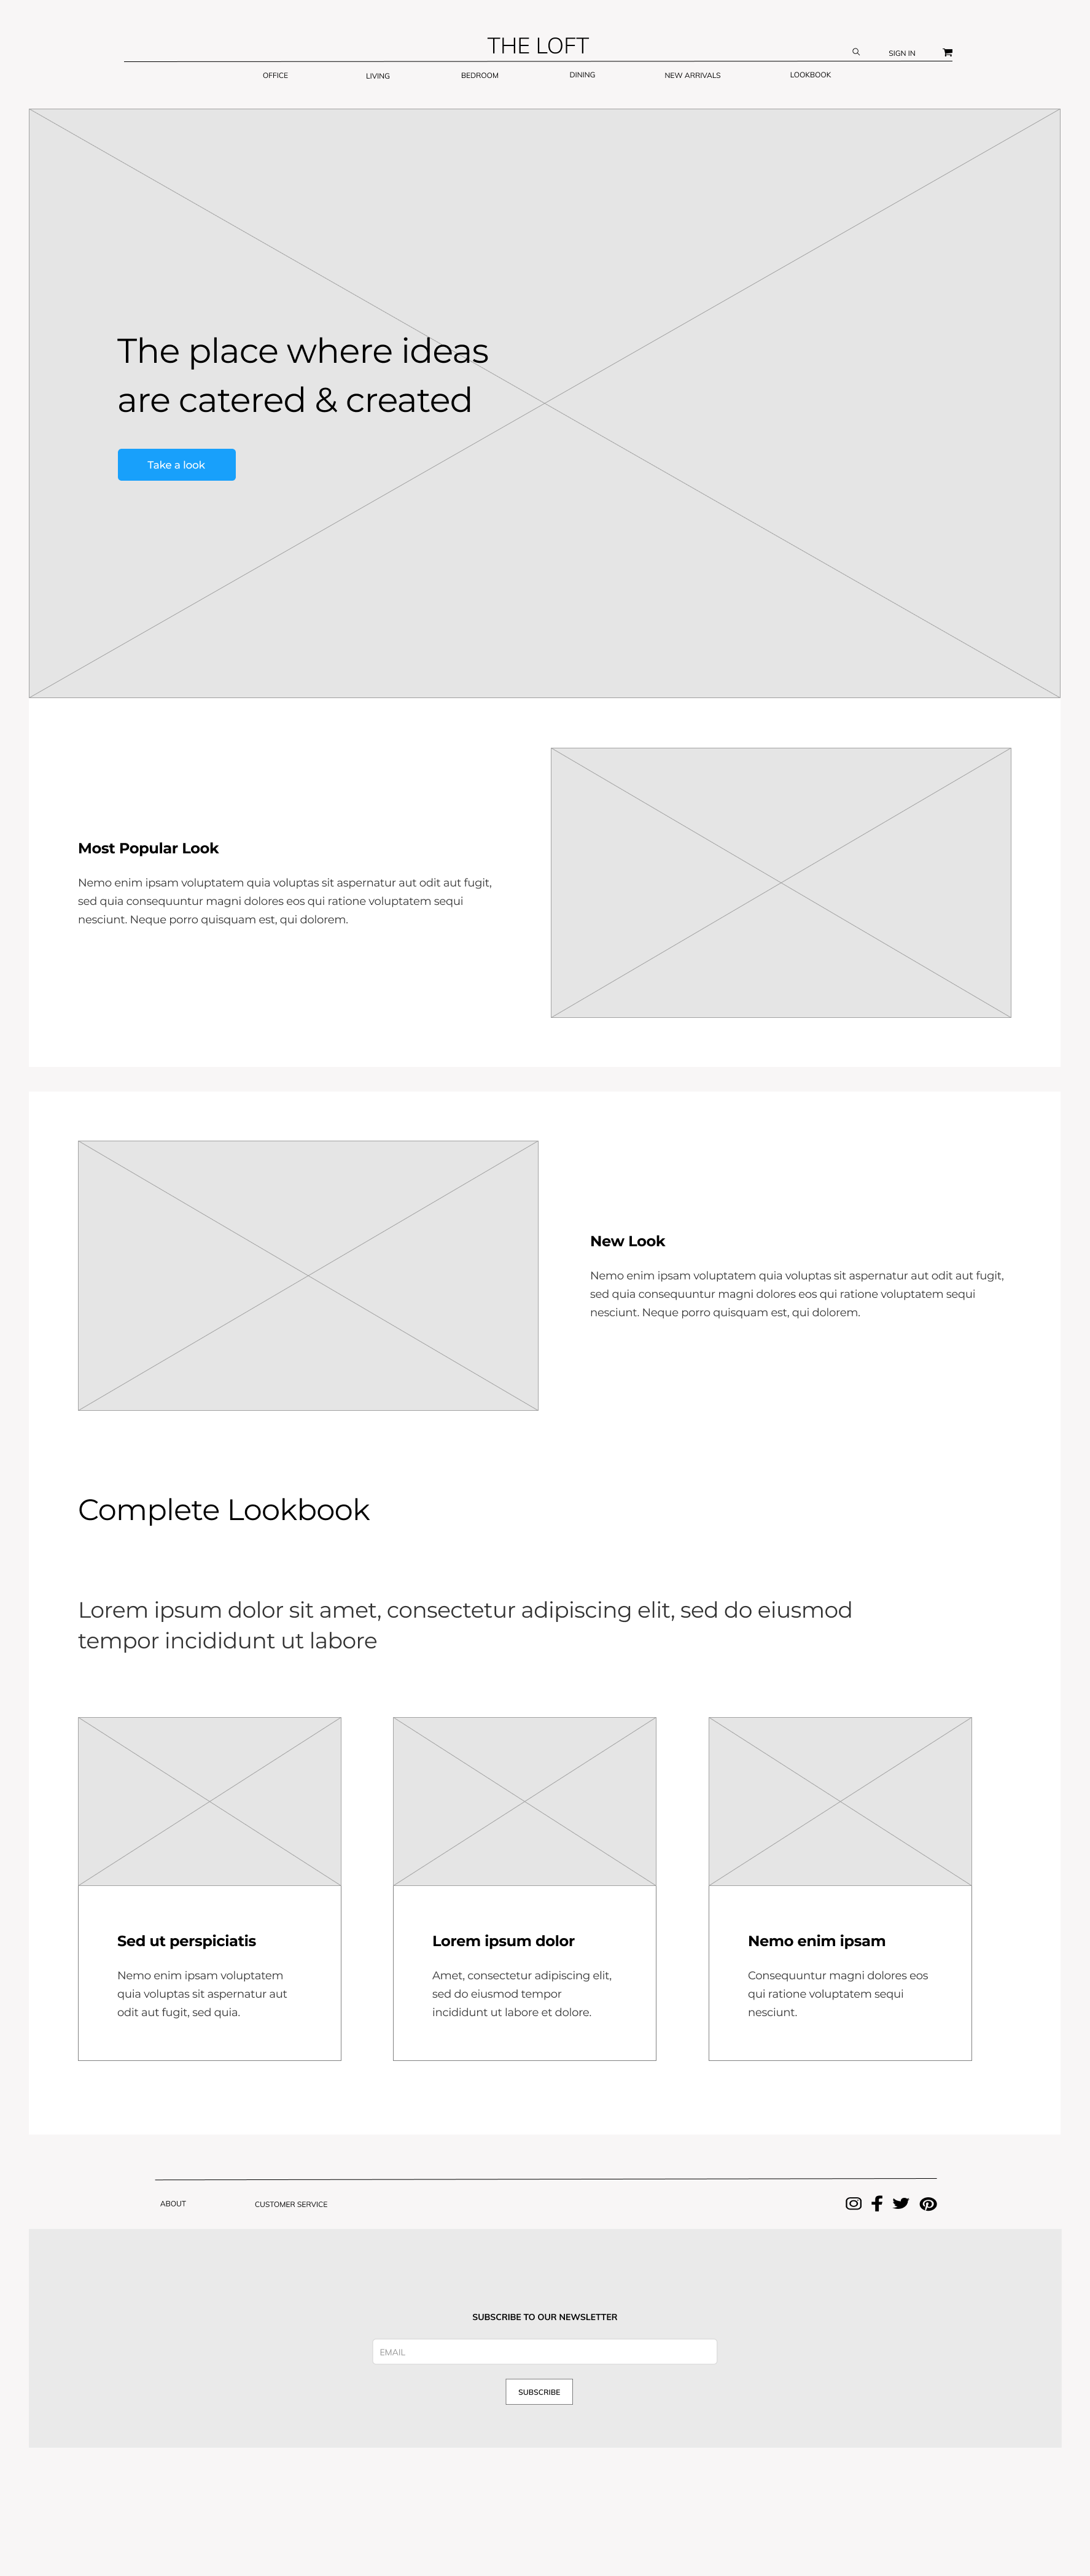 THE LOFT
SIGN IN
OFFICE
LIVING
BEDROOM
DINING
NEW ARRIVALS
LOOKBOOK
The place where ideas
are catered & created
Take a look
Most Popular Look
Nemo enim ipsam voluptatem quia voluptas sit aspernatur aut odit aut fugit,
sed quia consequuntur magni dolores eos qui ratione voluptatem sequi
nesciunt. Neque porro quisquam est, qui dolorem.
New Look
Nemo enim ipsam voluptatem quia voluptas sit aspernatur aut odit aut fugit,
sed quia consequuntur magni dolores eos qui ratione voluptatem sequi
nesciunt. Neque porro quisquam est, qui dolorem.
Complete Lookbook
Lorem ipsum dolor sit amet, consectetur adipiscing elit, sed do eiusmod
tempor incididunt ut labore
Sed ut perspiciatis
Nemo enim ipsam voluptatem
quia voluptas sit aspernatur aut
odit aut fugit, sed quia.
Lorem ipsum dolor
Amet, consectetur adipiscing elit,
sed do eiusmod tempor
incididunt ut labore et dolore.
Nemo enim ipsam
Consequuntur magni dolores eos
qui ratione voluptatem sequi
nesciunt.
ABOUT
CUSTOMER SERVICE
SUBSCRIBE TO OUR NEWSLETTER
EMAIL
SUBSCRIBE